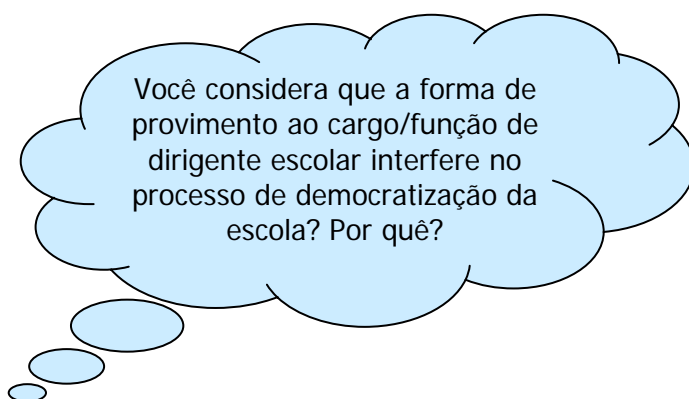 Você considera que a forma de
provimento ao cargo/função de
dirigente escolar interfere no
processo de democratização da
escola? Por quê?